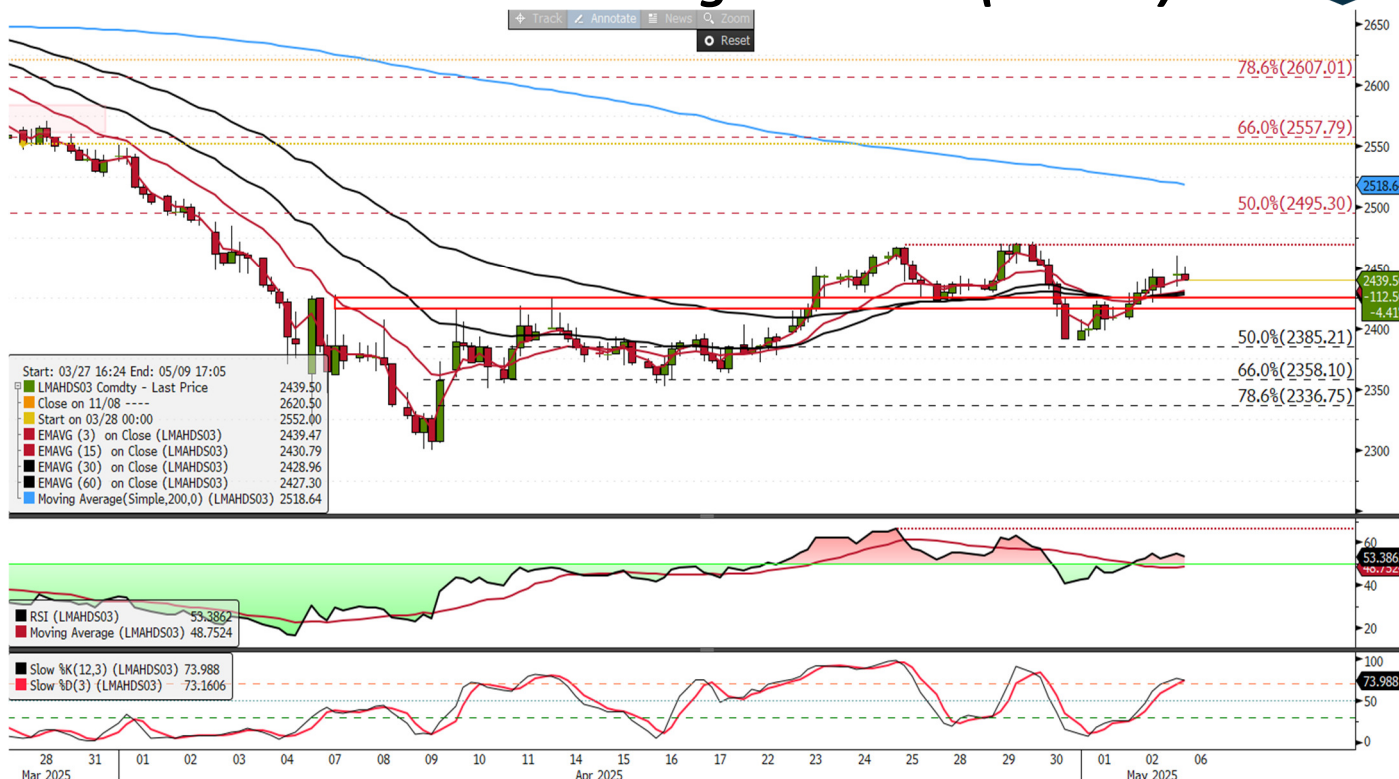 Track Annotate News Zoom
Reset
2650
78.6%(2607.01)
2600
66.0%(2557.79)
2550
2518.6
50.0%(2495.30)
2500
2450
2439.5
-112.5
-4.41
2400
50.0%(2385.21)
66.0%(2358.10)
2350
78.6%(2336.75)
2300
Start: 03/27 16:24 End: 05/09 17:05
LMAHDS03 Comdty - Last Price 2439.50
Close on 11/08 ---- 2620.50
Start on 03/28 00:00 2552.00
EMAVG (3) on Close (LMAHDS03) 2439.47
EMAVG (15) on Close (LMAHDS03) 2430.79
EMAVG (30) on Close (LMAHDS03) 2428.96
EMAVG (60) on Close (LMAHDS03) 2427.30
Moving Average(Simple,200,0) (LMAHDS03) 2518.64
60
53.386
48.752
40
20
RSI (LMAHDS03) 53.3862
Moving Average (LMAHDS03) 48.7524
Slow %K(12,3) (LMAHDS03) 73.988
Slow %D(3) (LMAHDS03) 73.1606
100
73.988
50
0
28 31 01 02 03 04 07 08 09 10 11 14 15 16 17 22 23 24 25 28 29 30 01 02 06
Mar 2025 Apr 2025 May 2025